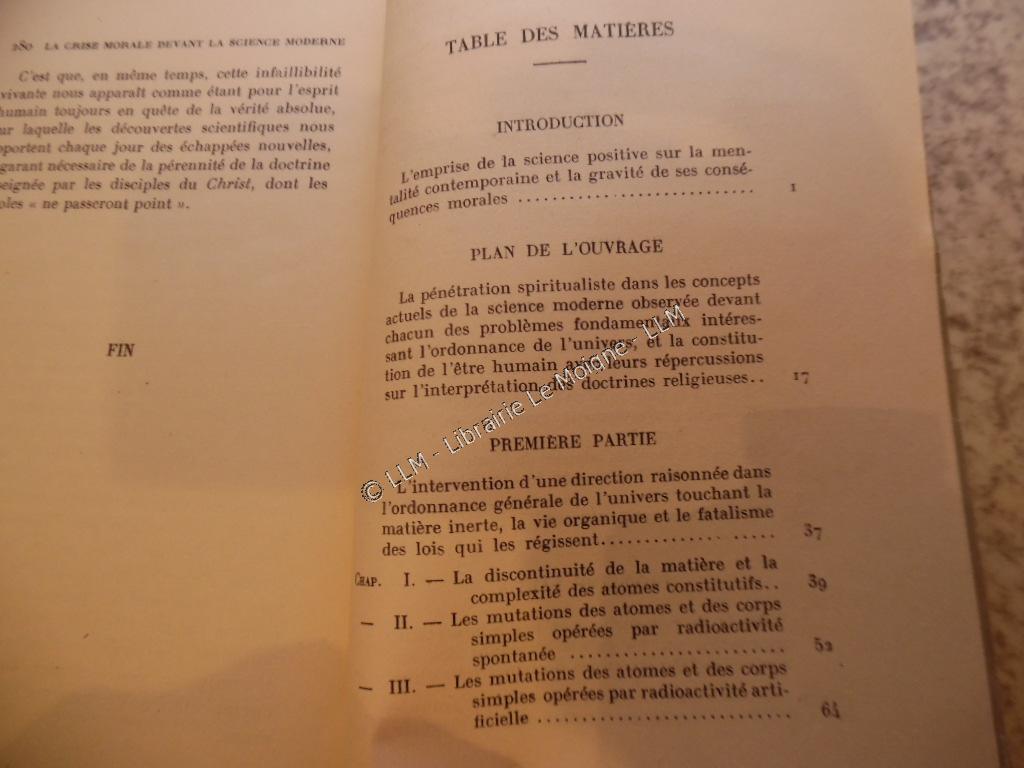 280 LA CRISE MORALE DEVANT LA SCIENCE MODERNE
C'est que, en même temps, cette infaillibilité
vivante nous apparaît comme étant pour l'esprit
humain toujours en quête de la vérité absolue,
laquelle les découvertes scientifiques nous
chaque jour des échappées nouvelles,
garant nécessaire de la pérennité de la doctrine
par les disciples du Christ, dont les
« ne passeront point ».
FIN
TABLE DES MATIÈRES
INTRODUCTION
L'emprise de la science positive sur la men-
talité contemporaine et la gravité de ses consé-
quences morales ........................... 1
PLAN DE L'OUVRAGE
La pénétration spiritualiste dans les concepts
actuels de la science moderne observée devant
chacun des problèmes fondamentaux intéres-
sant l'ordonnance de l'univers, et la constitu-
tion de l'être humain avec leurs répercussions
sur l'interprétation des doctrines religieuses.. 17
PREMIÈRE PARTIE
L'intervention d'une direction raisonnée dans
l'ordonnance générale de l'univers touchant la
matière inerte, la vie organique et le fatalisme
des lois qui les régissent.................. 37
CHAP. I. — La discontinuité de la matière et la
complexité des atomes constitutifs.. 39
— II. — Les mutations des atomes et des corps
simples opérées par radioactivité
spontanée ........................ 52
— III. — Les mutations des atomes et des corps
simples opérées par radioactivité arti-
ficielle ............................ 64
© LLM - Librairie Le Moigne - LLM